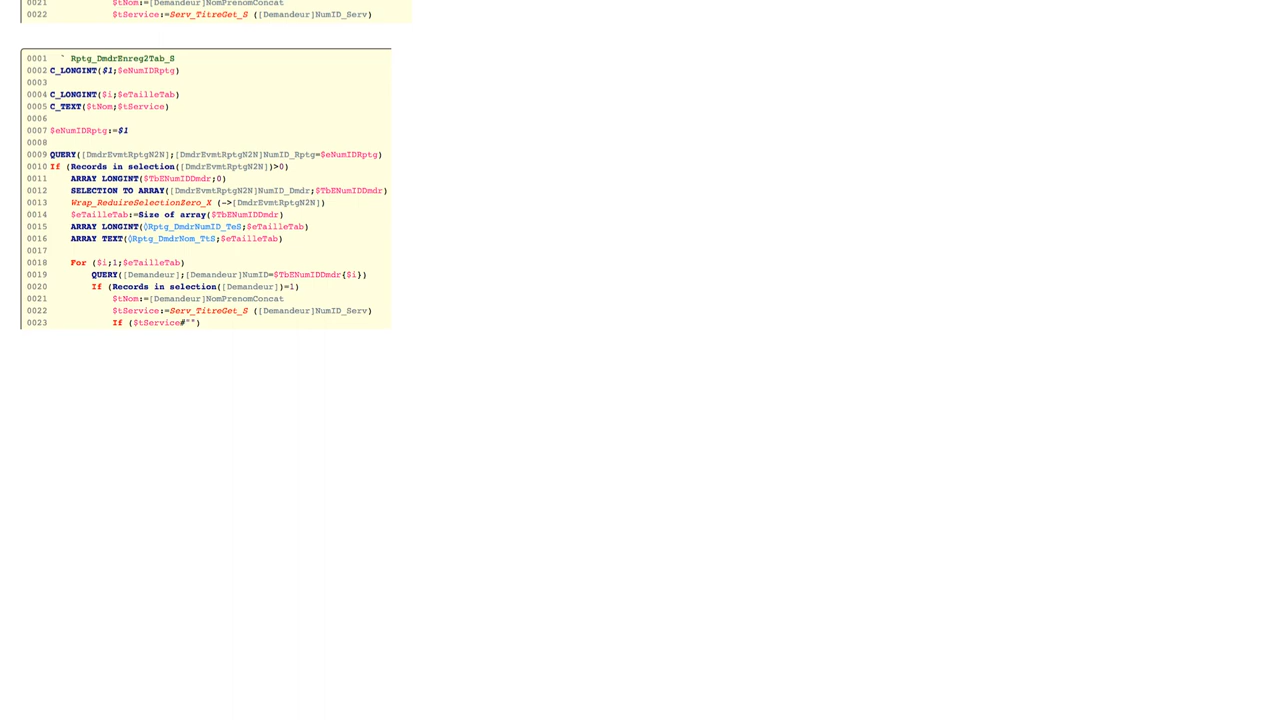 0021 $tNom:=[Demandeur]NomPrenomConcat
0022 $tService:=Serv_TitreGet_S ([Demandeur]NumID_Serv)
0001 ` Rptg_DmdrEnreg2Tab_S
0002 C_LONGINT($1;$eNumIDRptg)
0003
0004 C_LONGINT($i;$eTailleTab)
0005 C_TEXT($tNom;$tService)
0006
0007 $eNumIDRptg:=$1
0008
0009 QUERY([DmdrEvmtRptgN2N];[DmdrEvmtRptgN2N]NumID_Rptg=$eNumIDRptg)
0010 If (Records in selection([DmdrEvmtRptgN2N])>0)
0011 ARRAY LONGINT($TbENumIDDmdr;0)
0012 SELECTION TO ARRAY([DmdrEvmtRptgN2N]NumID_Dmdr;$TbENumIDDmdr)
0013 Wrap_ReduireSelectionZero_X (->[DmdrEvmtRptgN2N])
0014 $eTailleTab:=Size of array($TbENumIDDmdr)
0015 ARRAY LONGINT(◊Rptg_DmdrNumID_TeS;$eTailleTab)
0016 ARRAY TEXT(◊Rptg_DmdrNom_TtS;$eTailleTab)
0017
0018 For ($i;1;$eTailleTab)
0019 QUERY([Demandeur];[Demandeur]NumID=$TbENumIDDmdr{$i})
0020 If (Records in selection([Demandeur])=1)
0021 $tNom:=[Demandeur]NomPrenomConcat
0022 $tService:=Serv_TitreGet_S ([Demandeur]NumID_Serv)
0023 If ($tService#"")